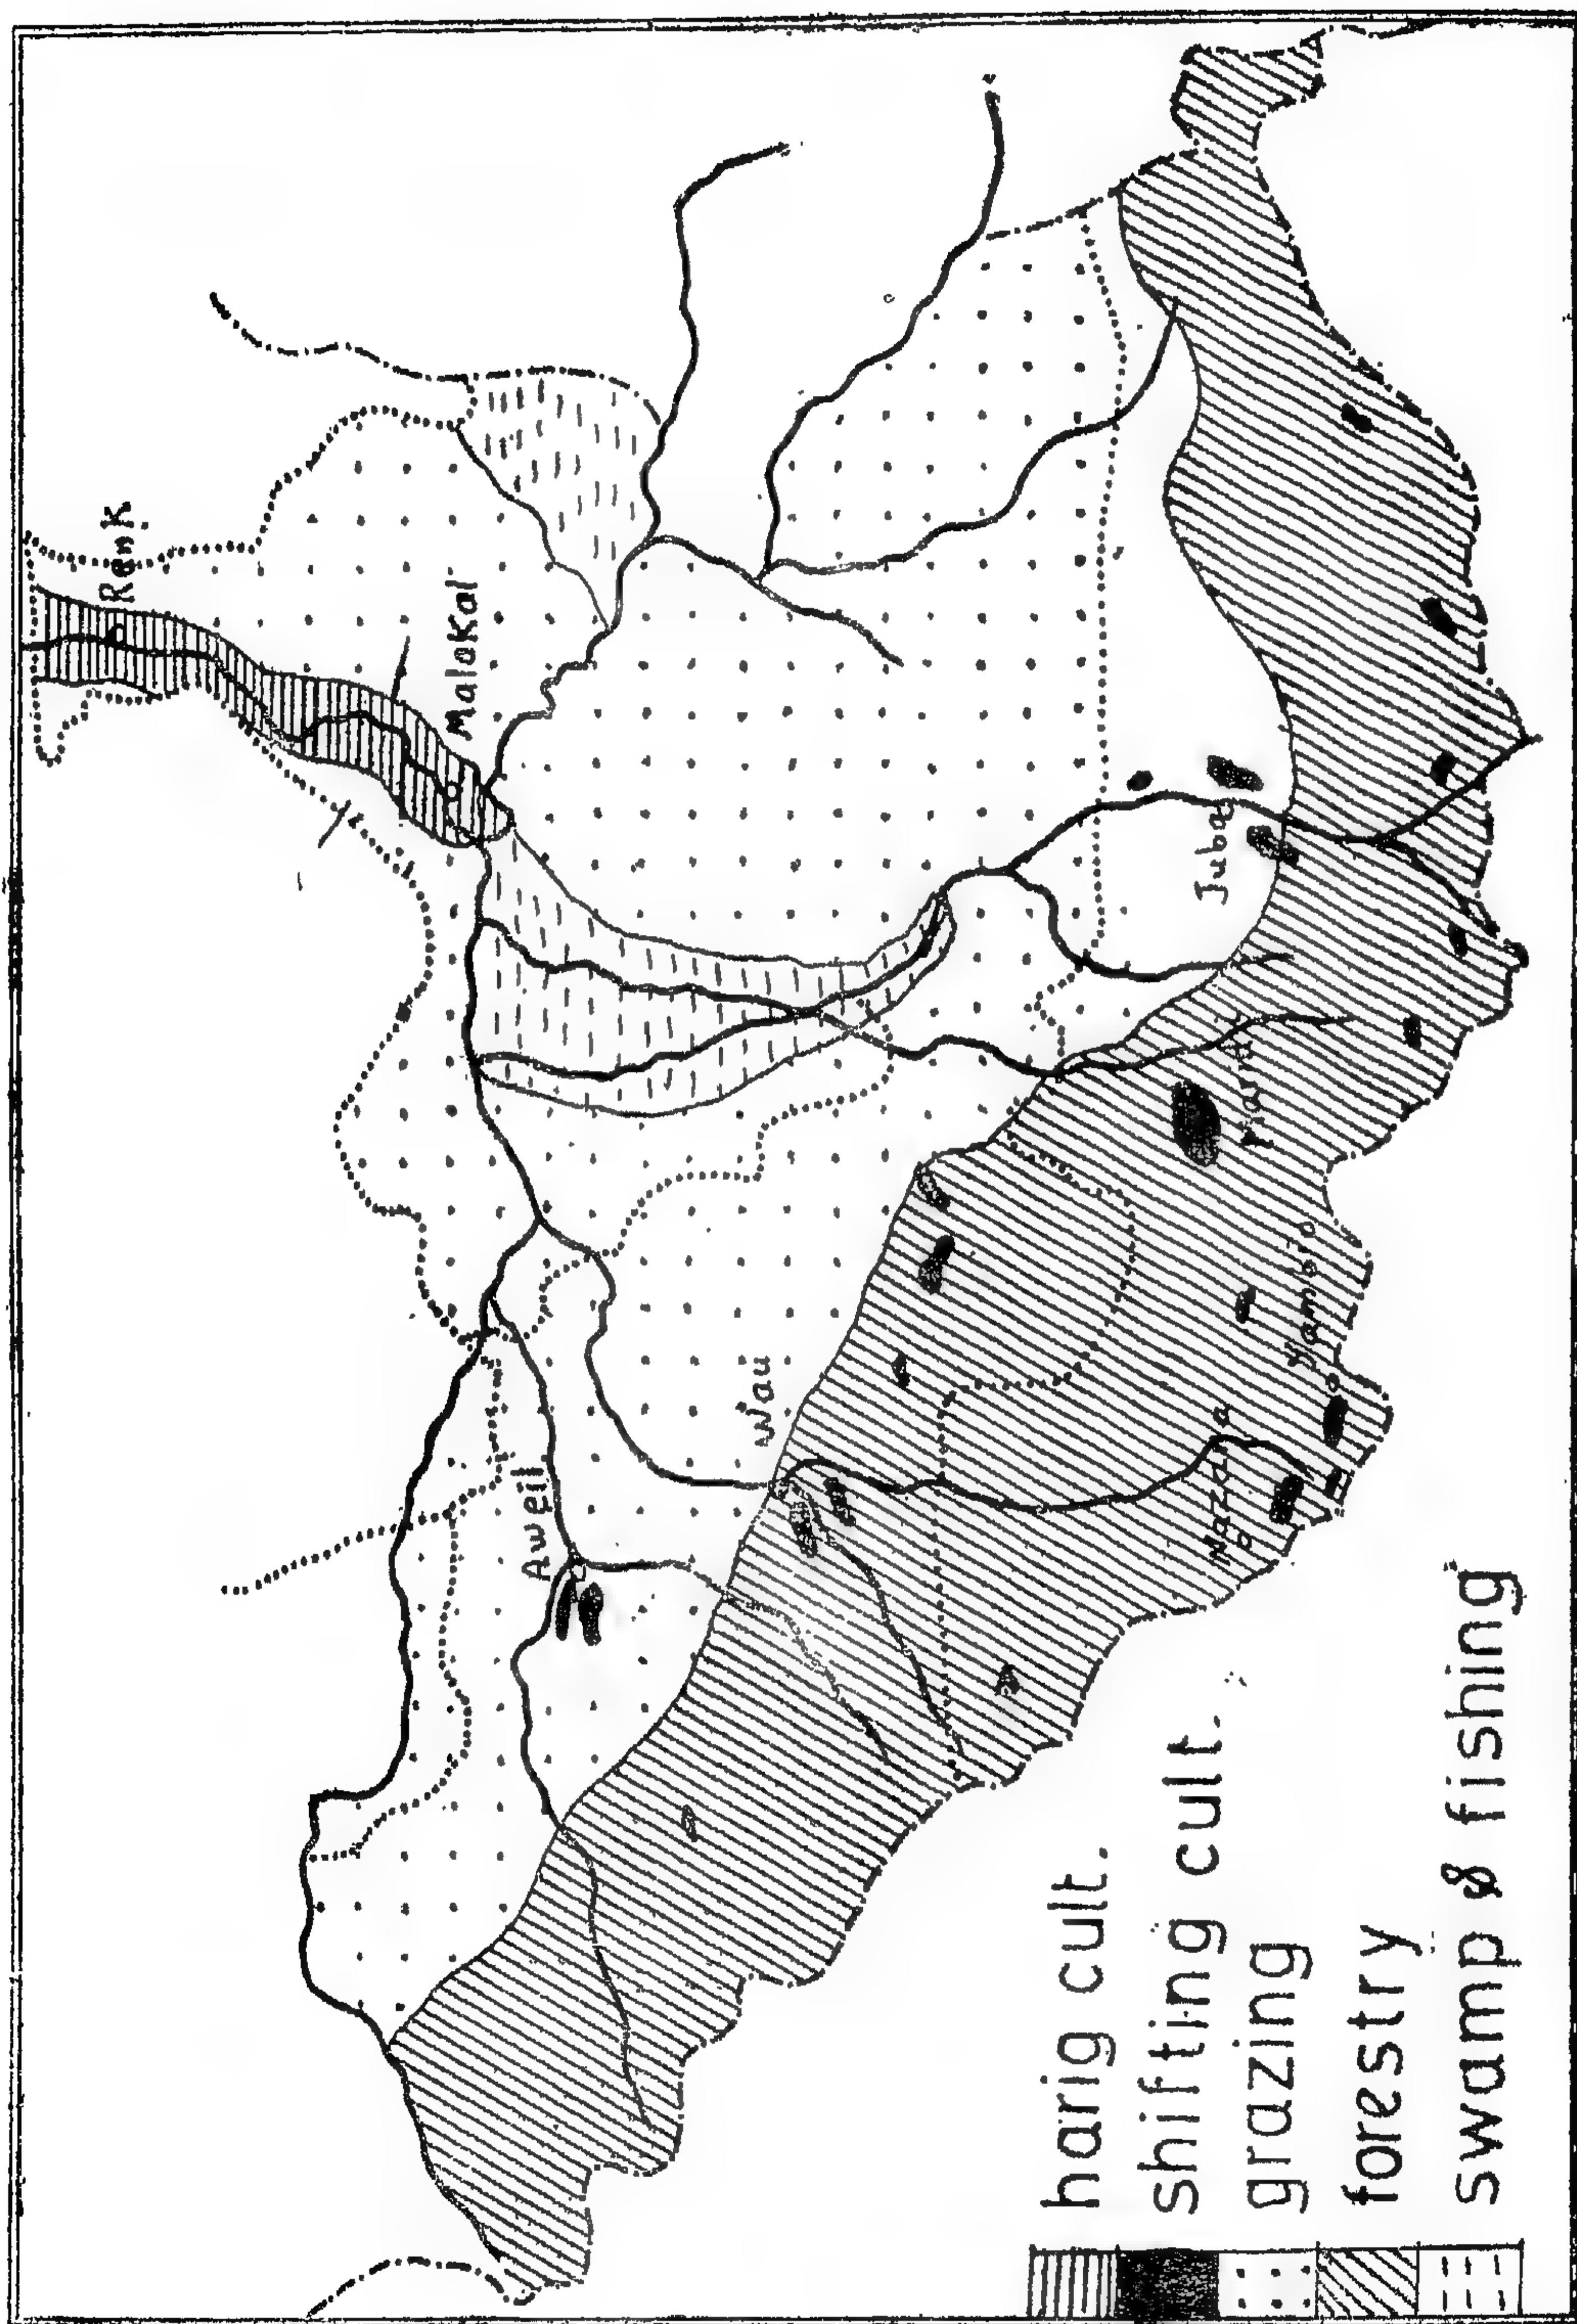 Renk
Malakal
Aweil
Wau
Juba
Yambio
harig cult.
shifting cult.
grazing
forestry
swamp & fishing